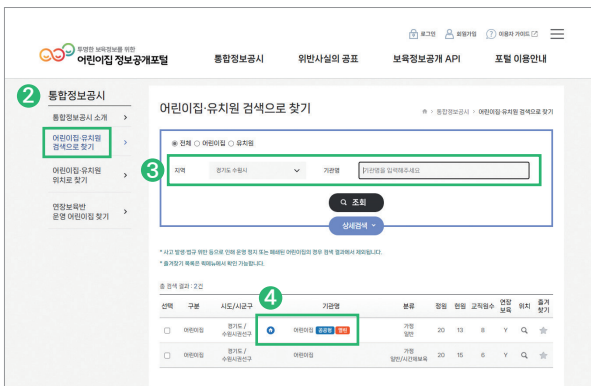 로그인 회원가입 이용자 가이드
투명한 보육정보를 위한
어린이집 정보공개포털
통합정보공시 위반사실의 공표 보육정보공개 API 포털 이용안내
2 통합정보공시
통합정보공시 소개
어린이집·유치원
검색으로 찾기
어린이집·유치원
위치로 찾기
연장보육반
운영 어린이집 찾기
어린이집·유치원 검색으로 찾기
통합정보공시 > 어린이집·유치원 검색으로 찾기
전체 어린이집 유치원
3 지역 경기도 수원시 기관명 기관명을 입력해주세요
조회
상세검색
* 사고 발생·법규 위반 등으로 인해 운영 정지 또는 폐쇄된 어린이집의 경우 검색 결과에서 제외됩니다.
* 즐겨찾기 목록은 퀵메뉴에서 확인 가능합니다.
총 검색 결과 : 2건
4
선택 구분 시도/시군구 기관명 분류 정원 현원 교직원수 연장보육 위치 즐겨찾기
어린이집 경기도 / 수원시권선구 어린이집 공공형 열린 가정 일반 20 13 8 Y
어린이집 경기도 / 수원시권선구 어린이집 가정 일반/시간제보육 20 15 6 Y